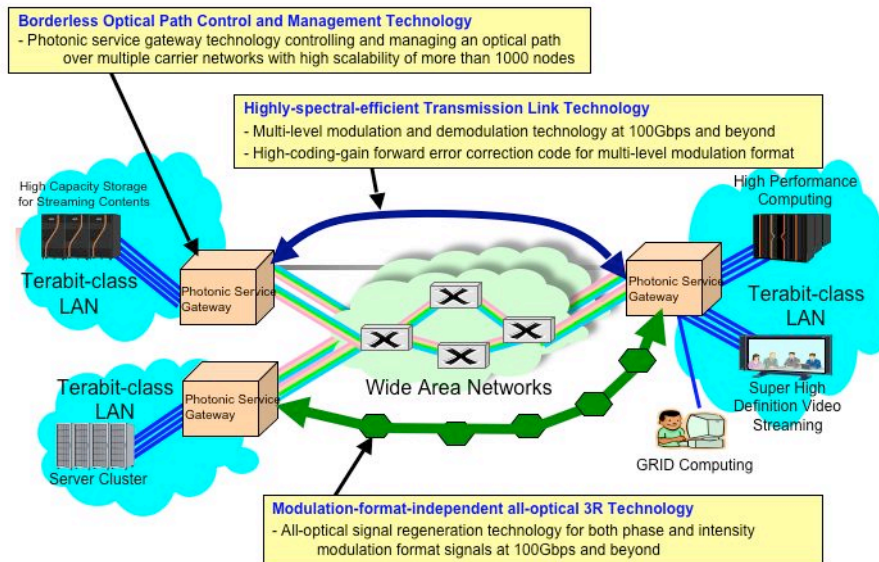 Borderless Optical Path Control and Management Technology
- Photonic service gateway technology controlling and managing an optical path
over multiple carrier networks with high scalability of more than 1000 nodes
Highly-spectral-efficient Transmission Link Technology
- Multi-level modulation and demodulation technology at 100Gbps and beyond
- High-coding-gain forward error correction code for multi-level modulation format
High Capacity Storage
for Streaming Contents
Terabit-class
LAN
Photonic Service
Gateway
High Performance
Computing
Photonic Service
Gateway
Terabit-class
LAN
Wide Area Networks
Terabit-class
LAN
Photonic Service
Gateway
Server Cluster
Super High
Definition Video
Streaming
GRID Computing
Modulation-format-independent all-optical 3R Technology
- All-optical signal regeneration technology for both phase and intensity
modulation format signals at 100Gbps and beyond